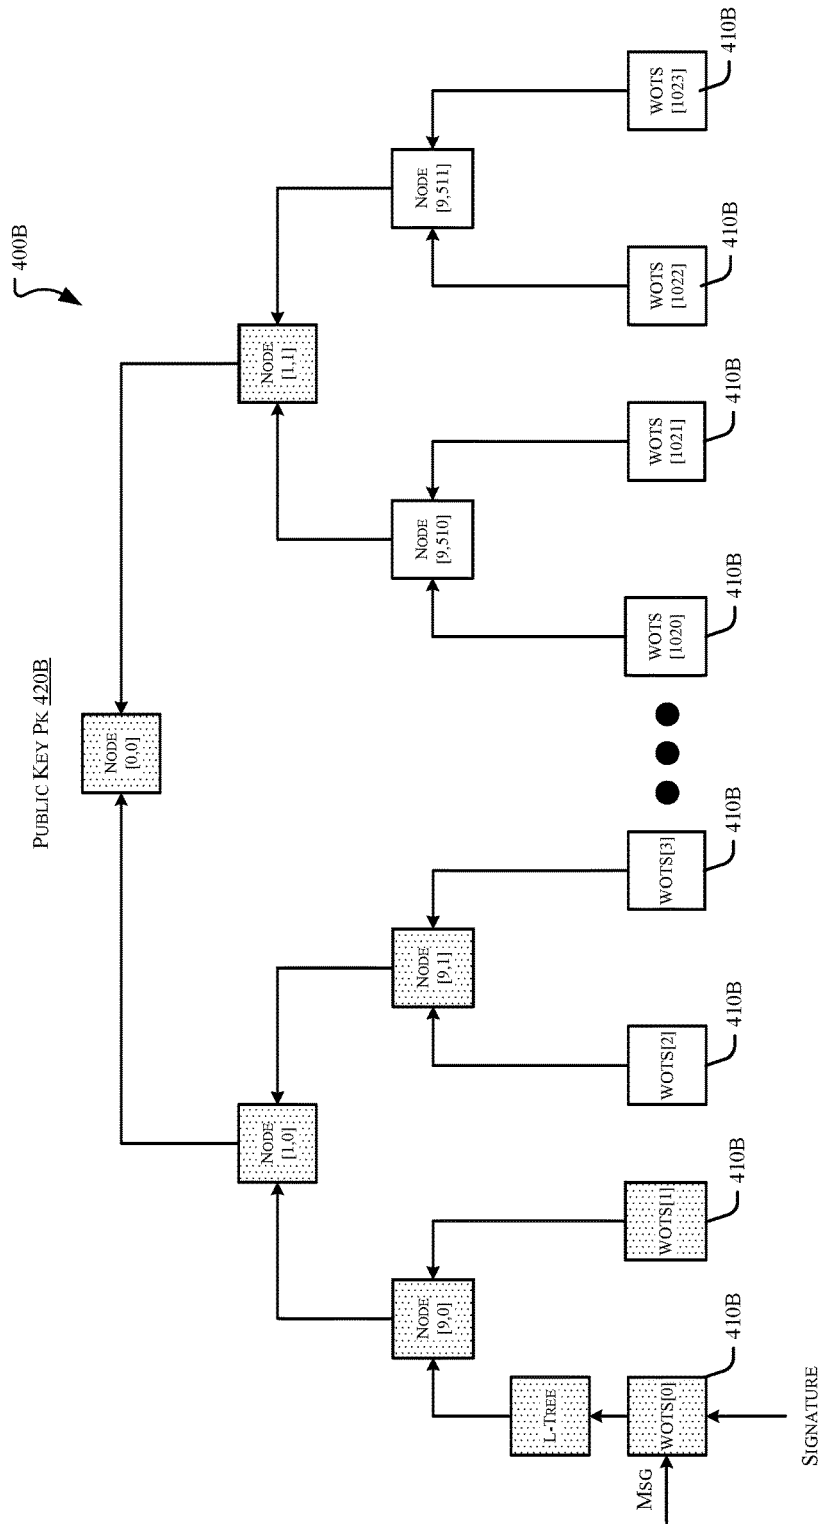 400B
PUBLIC KEY PK 420B
NODE
[0,0]
NODE
[1,0]
NODE
[1,1]
NODE
[9,0]
NODE
[9,1]
NODE
[9,510]
NODE
[9,511]
L-TREE
MSG
WOTS[0]
WOTS[1]
WOTS[2]
WOTS[3]
WOTS
[1020]
WOTS
[1021]
WOTS
[1022]
WOTS
[1023]
410B
410B
410B
410B
410B
410B
410B
410B
SIGNATURE